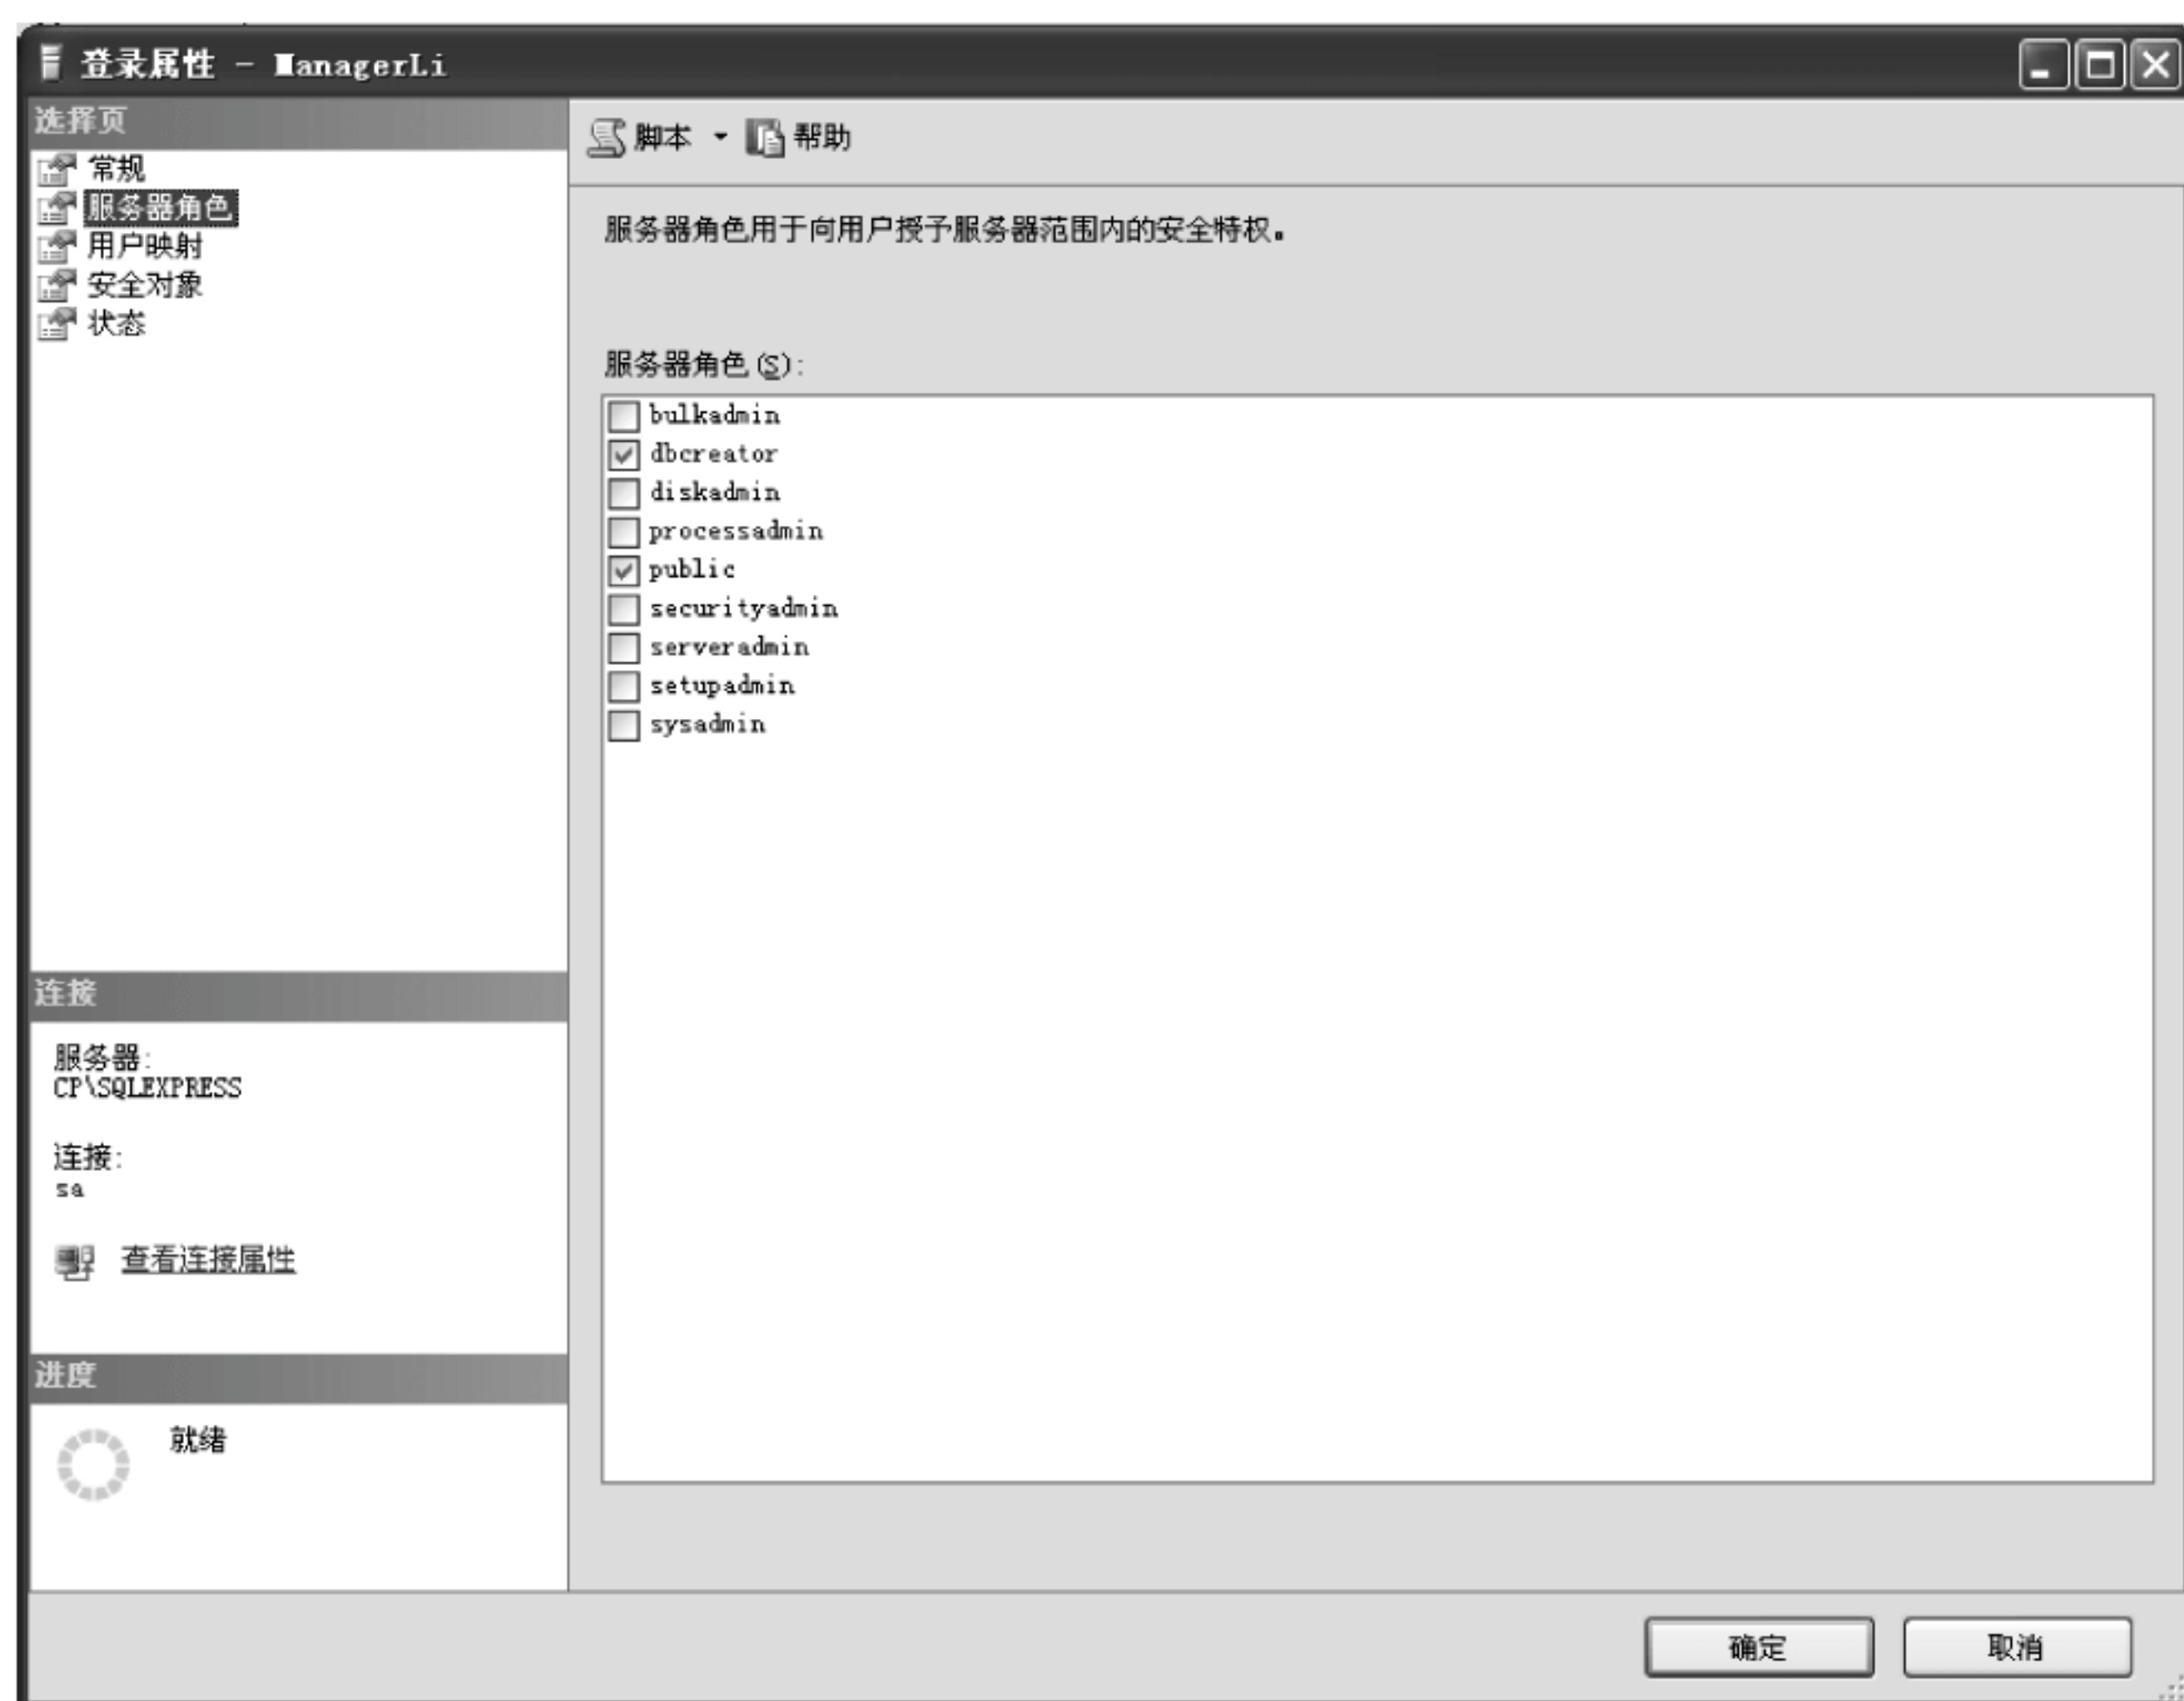 登录属性 - ManagerLi
选择页
常规
服务器角色
用户映射
安全对象
状态
脚本 帮助
服务器角色用于向用户授予服务器范围内的安全特权。
服务器角色(S):
bulkadmin
dbcreator
diskadmin
processadmin
public
securityadmin
serveradmin
setupadmin
sysadmin
连接
服务器:
CP\SQLEXPRESS
连接:
sa
查看连接属性
进度
就绪
确定 取消